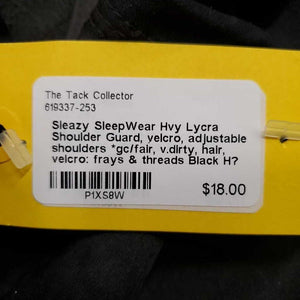 The Tack Collector
619337-253
Sleazy SleepWear Hvy Lycra
Shoulder Guard, velcro, adjustable
shoulders *gc/fair, v.dirty, hair,
velcro: frays & threads Black H?
P1XS8W
$18.00